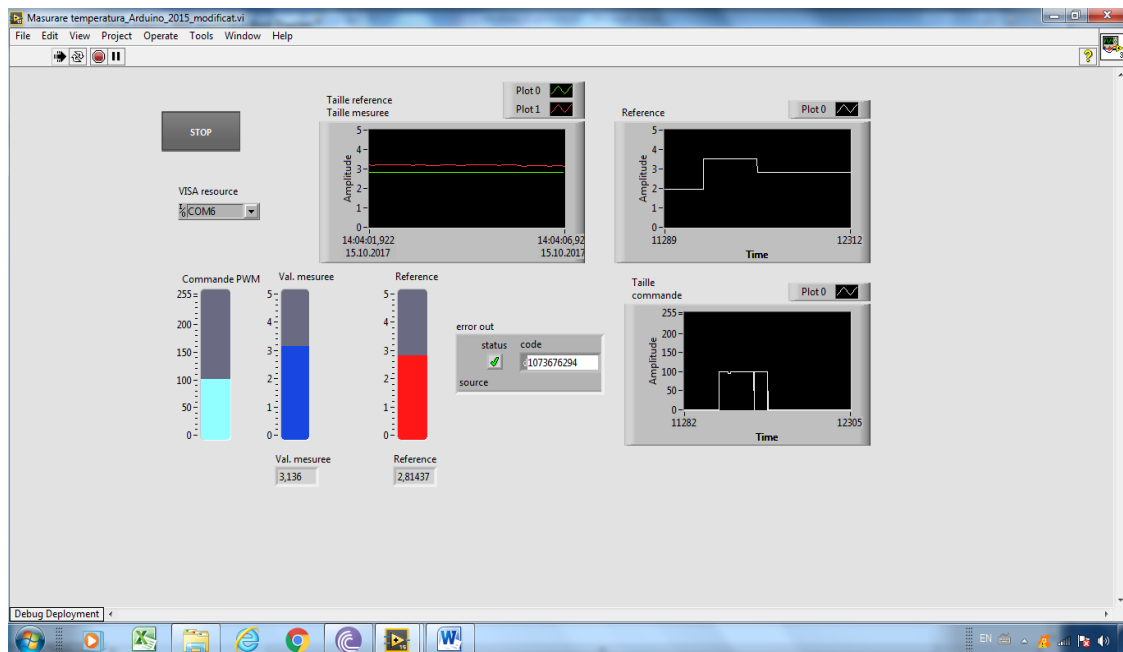 Masurare temperatura_Arduino_2015_modificat.vi
File Edit View Project Operate Tools Window Help
STOP
VISA resource
COM6
Taille reference
Taille mesuree
Plot 0
Plot 1
Amplitude
5
4
3
2
1
0
14:04:01,922
15.10.2017
14:04:06,92
15.10.2017
Reference
Plot 0
Amplitude
5
4
3
2
1
0
11289
12312
Time
Commande PWM
255
200
150
100
50
0
Val. mesuree
5
4
3
2
1
0
Val. mesuree
3,136
Reference
5
4
3
2
1
0
Reference
2,81437
error out
status
code
1073676294
source
Taille
commande
Plot 0
Amplitude
255
200
150
100
50
0
11282
12305
Time
Debug Deployment
EN